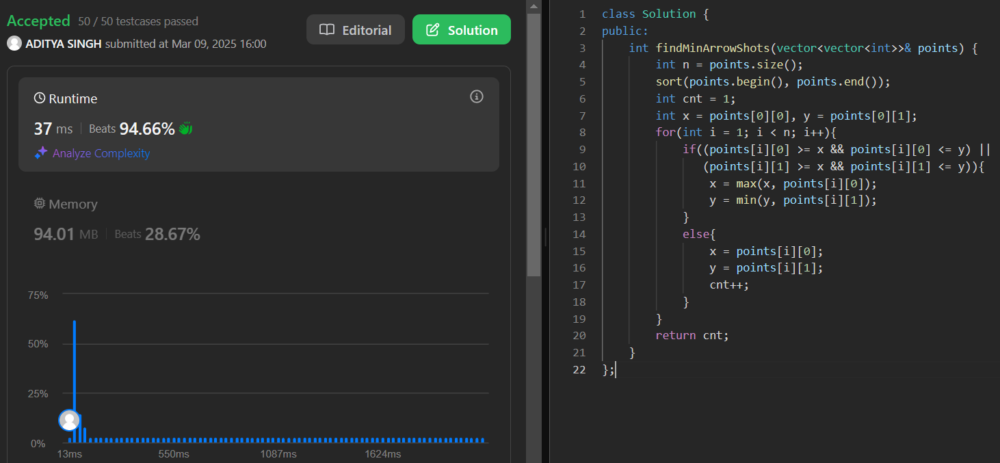 Accepted 50 / 50 testcases passed
ADITYA SINGH submitted at Mar 09, 2025 16:00
Editorial
Solution
Runtime
37 ms | Beats 94.66%
Analyze Complexity
Memory
94.01 MB | Beats 28.67%
75%
50%
25%
0%
13ms 550ms 1087ms 1624ms
1 class Solution {
2 public:
3     int findMinArrowShots(vector<vector<int>>& points) {
4         int n = points.size();
5         sort(points.begin(), points.end());
6         int cnt = 1;
7         int x = points[0][0], y = points[0][1];
8         for(int i = 1; i < n; i++){
9             if((points[i][0] >= x && points[i][0] <= y) ||
10                (points[i][1] >= x && points[i][1] <= y)){
11                 x = max(x, points[i][0]);
12                 y = min(y, points[i][1]);
13             }
14             else{
15                 x = points[i][0];
16                 y = points[i][1];
17                 cnt++;
18             }
19         }
20         return cnt;
21     }
22 };